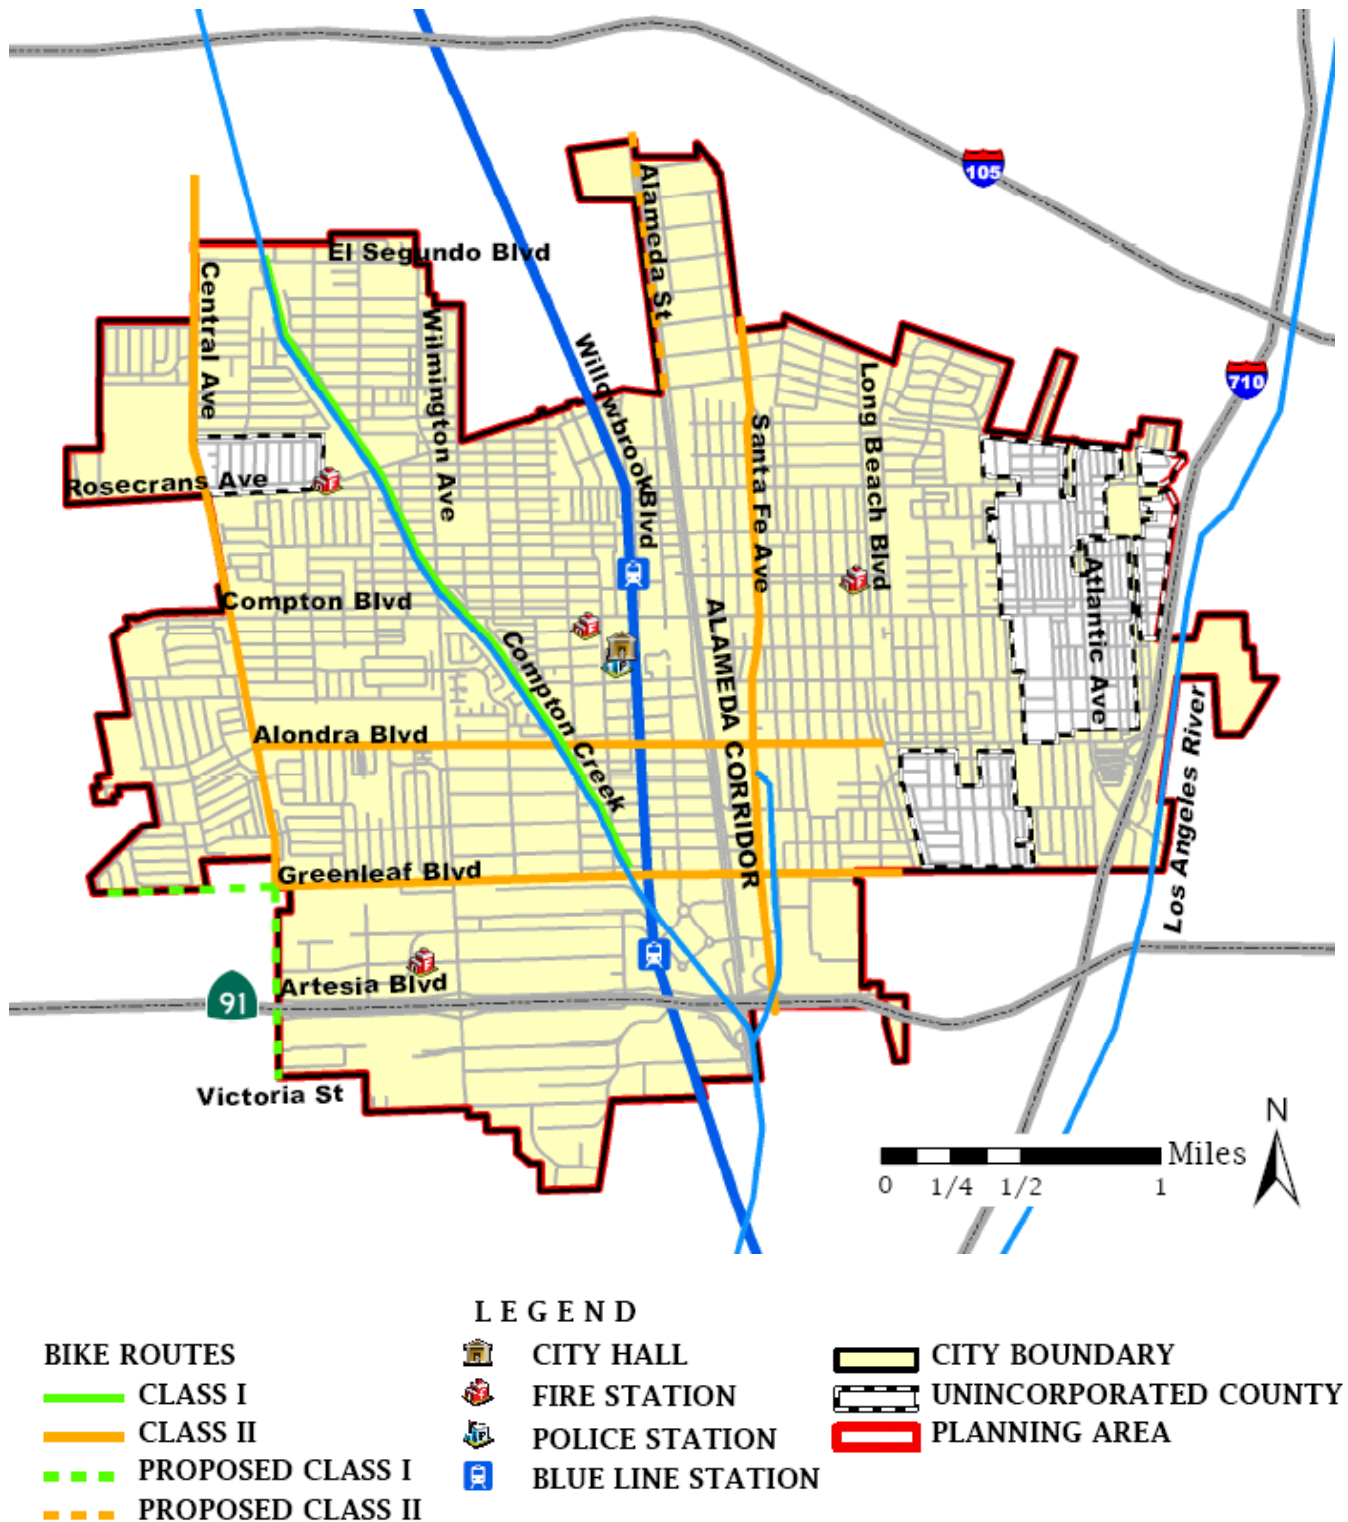 105
Alameda St
El Segundo Blvd
Central Ave
Wilmington Ave
Willowbrook Blvd
710
Long Beach Blvd
Santa Fe Ave
Rosecrans Ave
Atlantic Ave
Compton Blvd
ALAMEDA CORRIDOR
Compton Creek
Alondra Blvd
Los Angeles River
Greenleaf Blvd
Artesia Blvd
91
Victoria St
N
Miles
0 1/4 1/2 1
LEGEND
BIKE ROUTES
CLASS I
CLASS II
PROPOSED CLASS I
PROPOSED CLASS II
CITY HALL
FIRE STATION
POLICE STATION
BLUE LINE STATION
CITY BOUNDARY
UNINCORPORATED COUNTY
PLANNING AREA